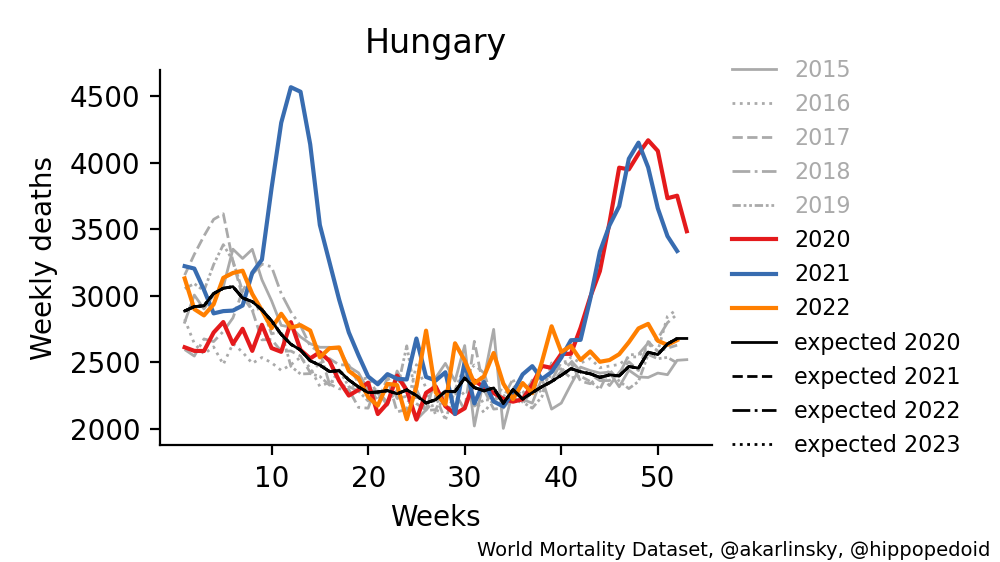 Hungary
Weekly deaths
4500
4000
3500
3000
2500
2000
10
20
30
40
50
Weeks
2015
2016
2017
2018
2019
2020
2021
2022
expected 2020
expected 2021
expected 2022
expected 2023
World Mortality Dataset, @akarlinsky, @hippopedoid